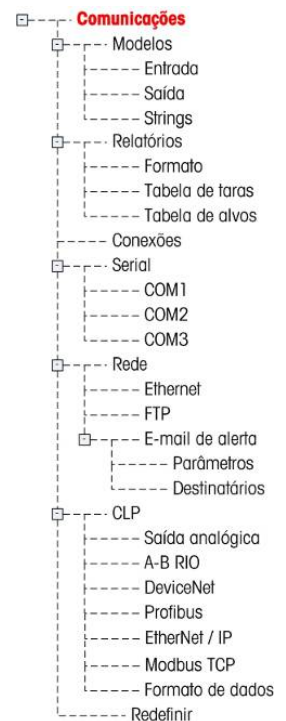 Comunicações
Modelos
Entrada
Saída
Strings
Relatórios
Formato
Tabela de taras
Tabela de alvos
Conexões
Serial
COM1
COM2
COM3
Rede
Ethernet
FTP
E-mail de alerta
Parâmetros
Destinatários
CLP
Saída analógica
A-B RIO
DeviceNet
Profibus
EtherNet / IP
Modbus TCP
Formato de dados
Redefinir